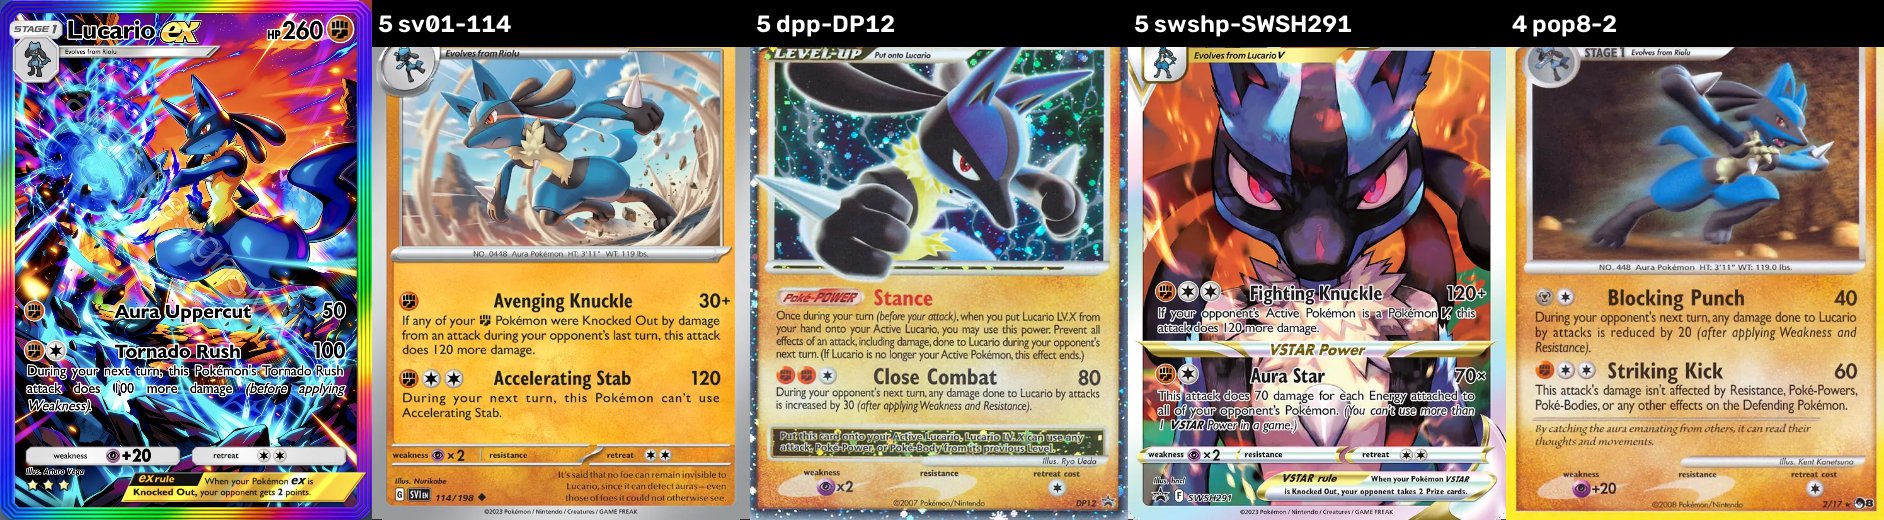 STAGE 1 Lucario ex HP 260
Evolves from Riolu
Aura Uppercut 50
Tornado Rush 100
During your next turn, this Pokémon's Tornado Rush
attack does 100 more damage (before applying
Weakness).
weakness +20 retreat
Illus. Arturo Vega
ex rule When your Pokémon ex is
Knocked Out, your opponent gets 2 points.
5 sv01-114
Evolves from Riolu
NO. 0448 Aura Pokémon HT: 3'11" WT: 119 lbs.
Avenging Knuckle 30+
If any of your Pokémon were Knocked Out by damage
from an attack during your opponent's last turn, this attack
does 120 more damage.
Accelerating Stab 120
During your next turn, this Pokémon can't use
Accelerating Stab.
weakness ×2 resistance retreat
Illus. Nurikabe
G SVI EN 114/198
It's said that no foe can remain invisible to
Lucario, since it can detect auras—even
those of foes it could not otherwise see.
©2023 Pokémon / Nintendo / Creatures / GAME FREAK
5 dpp-DP12
LEVEL-UP Put onto Lucario
Poké-POWER Stance
Once during your turn (before your attack), when you put Lucario LV.X from
your hand onto your Active Lucario, you may use this power. Prevent all
effects of an attack, including damage, done to Lucario during your opponent's
next turn. (If Lucario is no longer your Active Pokémon, this effect ends.)
Close Combat 80
During your opponent's next turn, any damage done to Lucario by attacks
is increased by 30 (after applying Weakness and Resistance).
Put this card onto your Active Lucario. Lucario LV.X can use any
attack, Poké-Power, or Poké-Body from its previous Level.
Illus. Ryo Ueda
weakness resistance retreat cost
×2
©2007 Pokémon/Nintendo DP12
5 swshp-SWSH291
Evolves from Lucario V
Fighting Knuckle 120+
If your opponent's Active Pokémon is a Pokémon V, this
attack does 120 more damage.
VSTAR Power
Aura Star 70×
This attack does 70 damage for each Energy attached to
all of your opponent's Pokémon. (You can't use more than
1 VSTAR Power in a game.)
weakness ×2 resistance retreat
F SWSH291
VSTAR rule When your Pokémon VSTAR
is Knocked Out, your opponent takes 2 Prize cards.
©2023 Pokémon / Nintendo / Creatures / GAME FREAK
4 pop8-2
STAGE 1 Evolves from Riolu
NO. 448 Aura Pokémon HT: 3'11" WT: 119.0 lbs.
Blocking Punch 40
During your opponent's next turn, any damage done to Lucario
by attacks is reduced by 20 (after applying Weakness and
Resistance).
Striking Kick 60
This attack's damage isn't affected by Resistance, Poké-Powers,
Poké-Bodies, or any other effects on the Defending Pokémon.
By catching the aura emanating from others, it can read their
thoughts and movements.
Illus. Kent Kanetsuna
weakness resistance retreat cost
+20
©2008 Pokémon/Nintendo 2/17 8